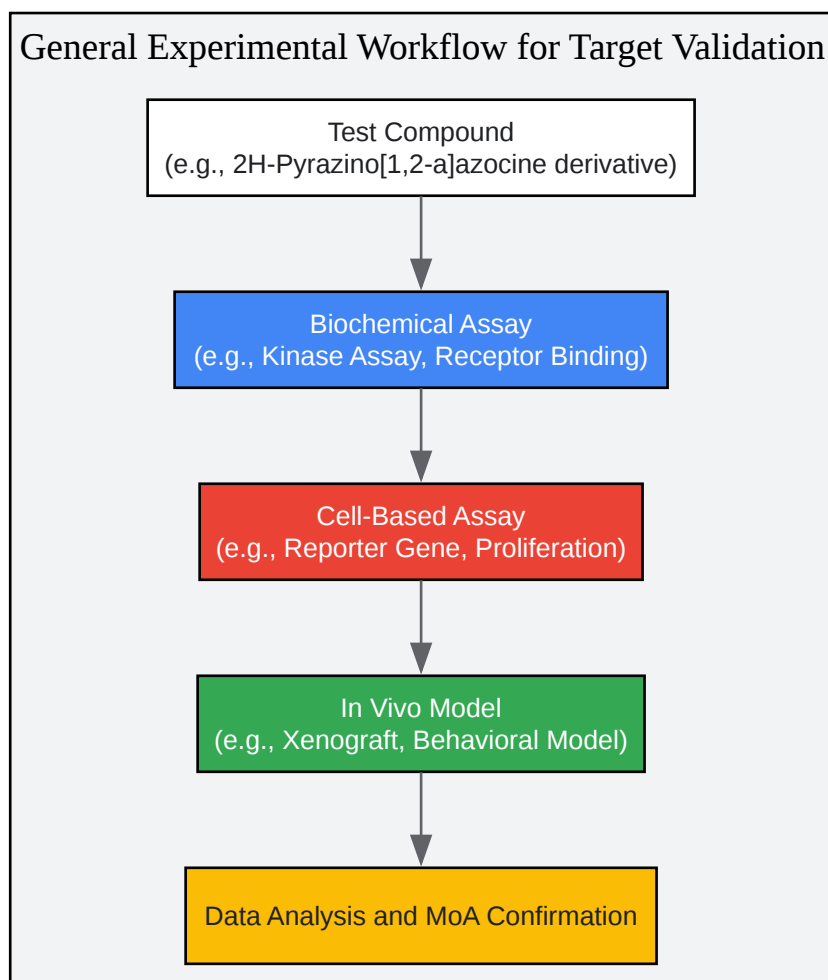 General Experimental Workflow for Target Validation
Test Compound
(e.g., 2H-Pyrazino[1,2-a]azocine derivative)
Biochemical Assay
(e.g., Kinase Assay, Receptor Binding)
Cell-Based Assay
(e.g., Reporter Gene, Proliferation)
In Vivo Model
(e.g., Xenograft, Behavioral Model)
Data Analysis and MoA Confirmation